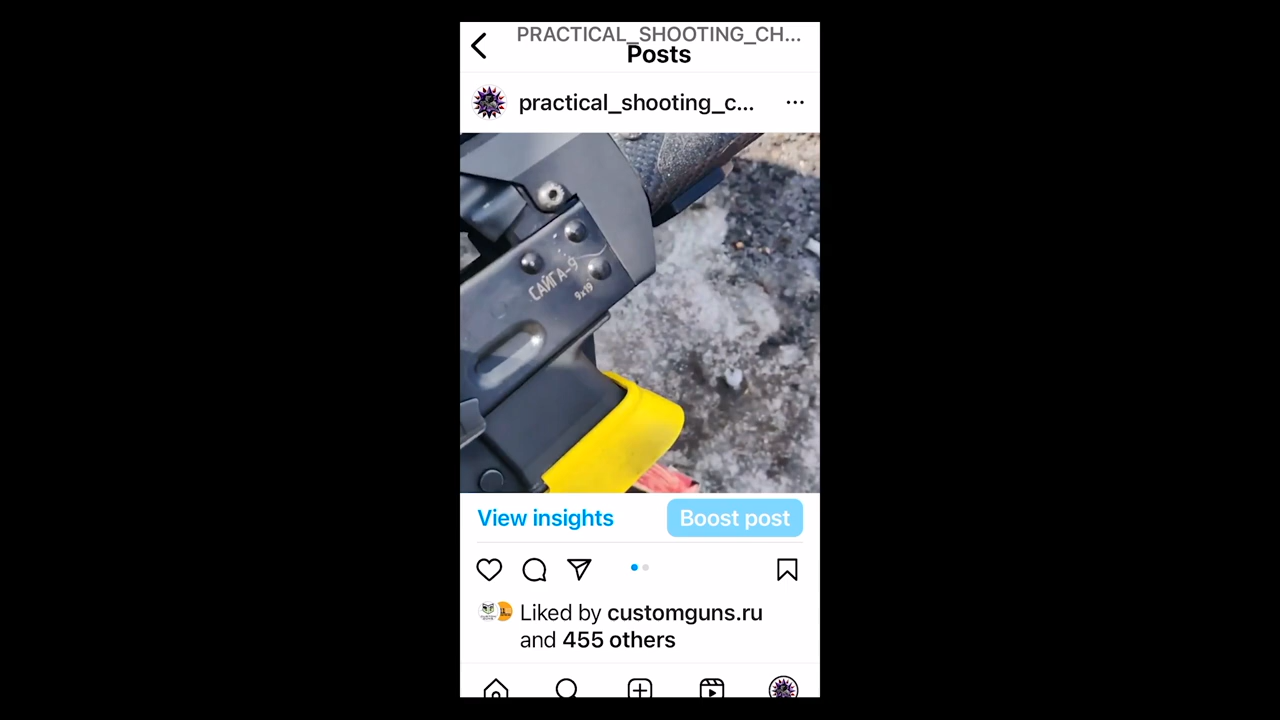 PRACTICAL_SHOOTING_CH...
Posts
practical_shooting_c...
САЙГА-9
9x19
View insights
Boost post
Liked by customguns.ru
and 455 others